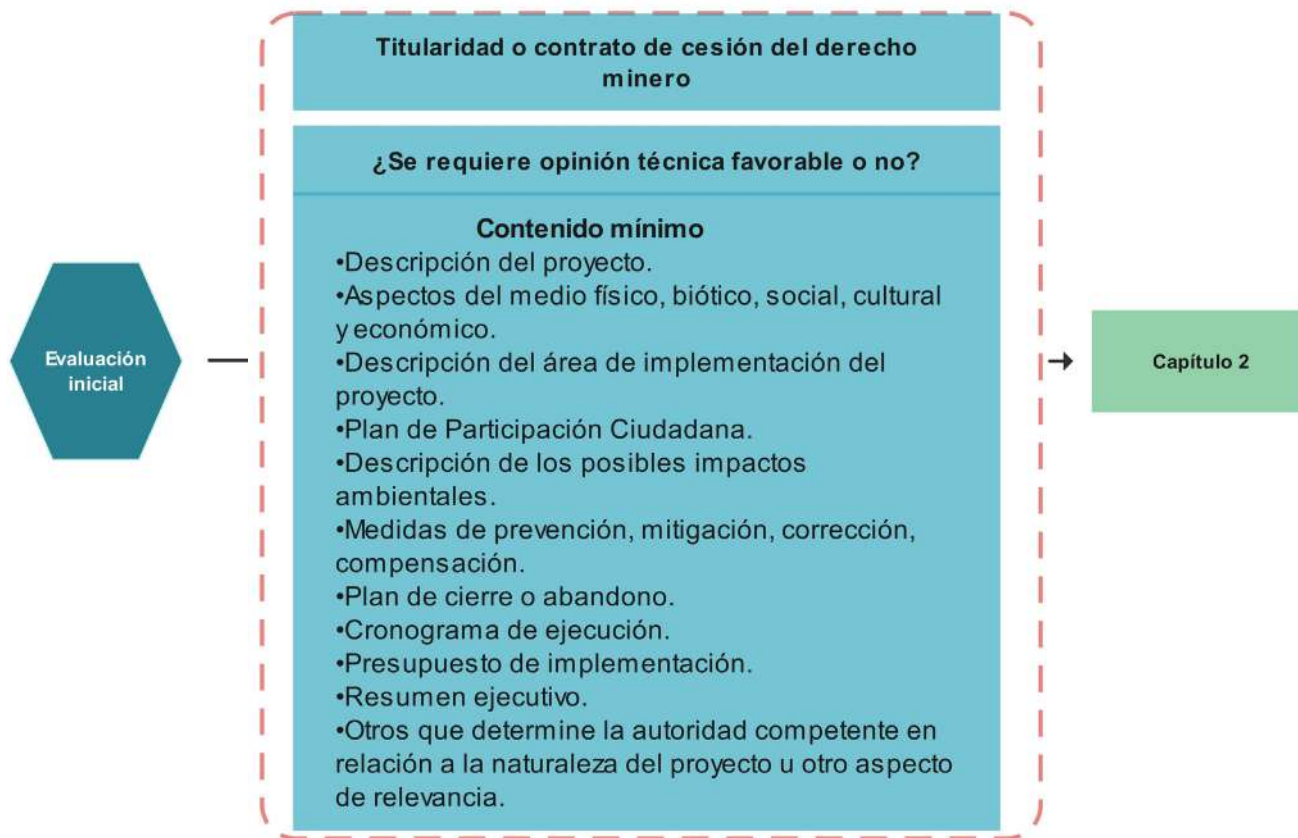 Titularidad o contrato de cesión del derecho
minero
¿Se requiere opinión técnica favorable o no?
Contenido mínimo
•Descripción del proyecto.
•Aspectos del medio físico, biótico, social, cultural
y económico.
•Descripción del área de implementación del
proyecto.
•Plan de Participación Ciudadana.
•Descripción de los posibles impactos
ambientales.
•Medidas de prevención, mitigación, corrección,
compensación.
•Plan de cierre o abandono.
•Cronograma de ejecución.
•Presupuesto de implementación.
•Resumen ejecutivo.
•Otros que determine la autoridad competente en
relación a la naturaleza del proyecto u otro aspecto
de relevancia.
Evaluación
inicial
Capítulo 2